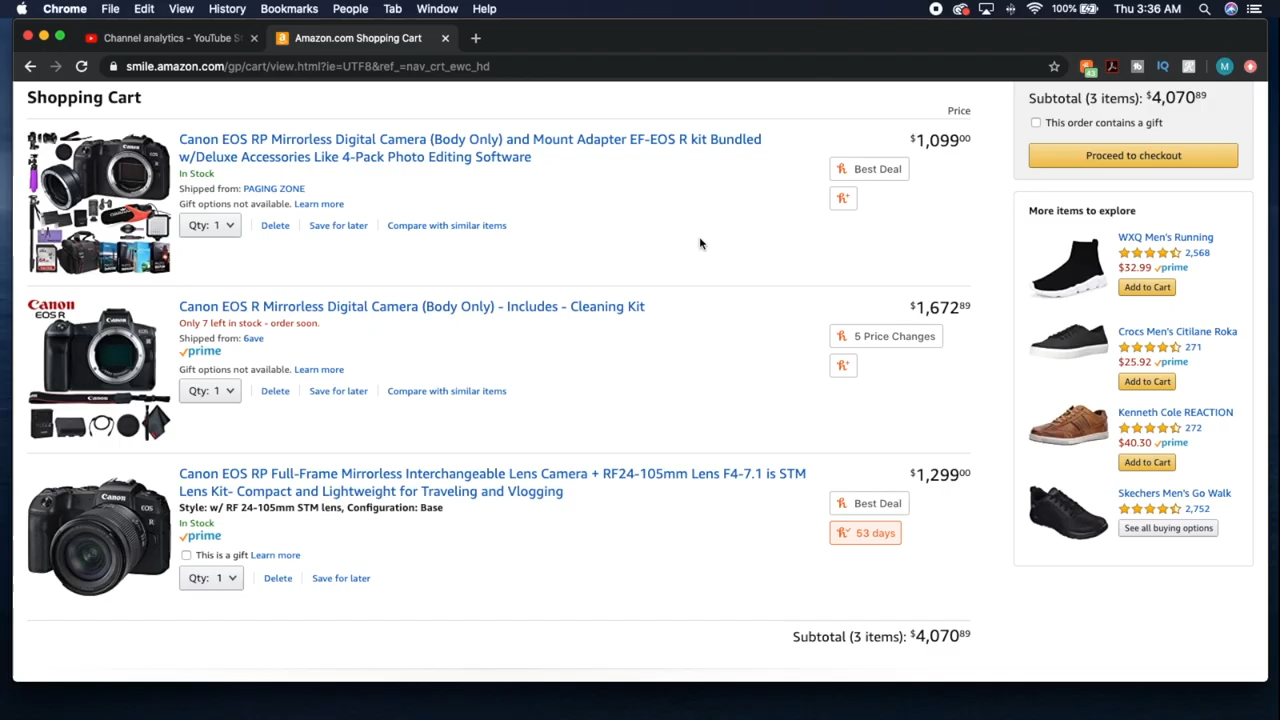 Chrome File Edit View History Bookmarks People Tab Window Help 100% Thu 3:36 AM
Channel analytics - YouTube S Amazon.com Shopping Cart
smile.amazon.com/gp/cart/view.html?ie=UTF8&ref_=nav_crt_ewc_hd
43 IQ M
Shopping Cart
Price
Canon EOS RP Mirrorless Digital Camera (Body Only) and Mount Adapter EF-EOS R kit Bundled
w/Deluxe Accessories Like 4-Pack Photo Editing Software
$1,09900
In Stock
Best Deal
Shipped from: PAGING ZONE
Gift options not available. Learn more
Qty: 1 Delete Save for later Compare with similar items
Canon EOS R Mirrorless Digital Camera (Body Only) - Includes - Cleaning Kit
$1,67289
Only 7 left in stock - order soon.
Shipped from: 6ave
5 Price Changes
prime
Gift options not available. Learn more
Qty: 1 Delete Save for later Compare with similar items
Canon
EOS R
Canon
Canon EOS RP Full-Frame Mirrorless Interchangeable Lens Camera + RF24-105mm Lens F4-7.1 is STM
Lens Kit- Compact and Lightweight for Traveling and Vlogging
$1,29900
Style: w/ RF 24-105mm STM lens, Configuration: Base
Best Deal
In Stock
prime
53 days
This is a gift Learn more
Qty: 1 Delete Save for later
Canon
Subtotal (3 items): $4,07089
Subtotal (3 items): $4,07089
This order contains a gift
Proceed to checkout
More items to explore
WXQ Men's Running
2,568
$32.99 prime
Add to Cart
Crocs Men's Citilane Roka
271
$25.92 prime
Add to Cart
Kenneth Cole REACTION
272
$40.30 prime
Add to Cart
Skechers Men's Go Walk
2,752
See all buying options